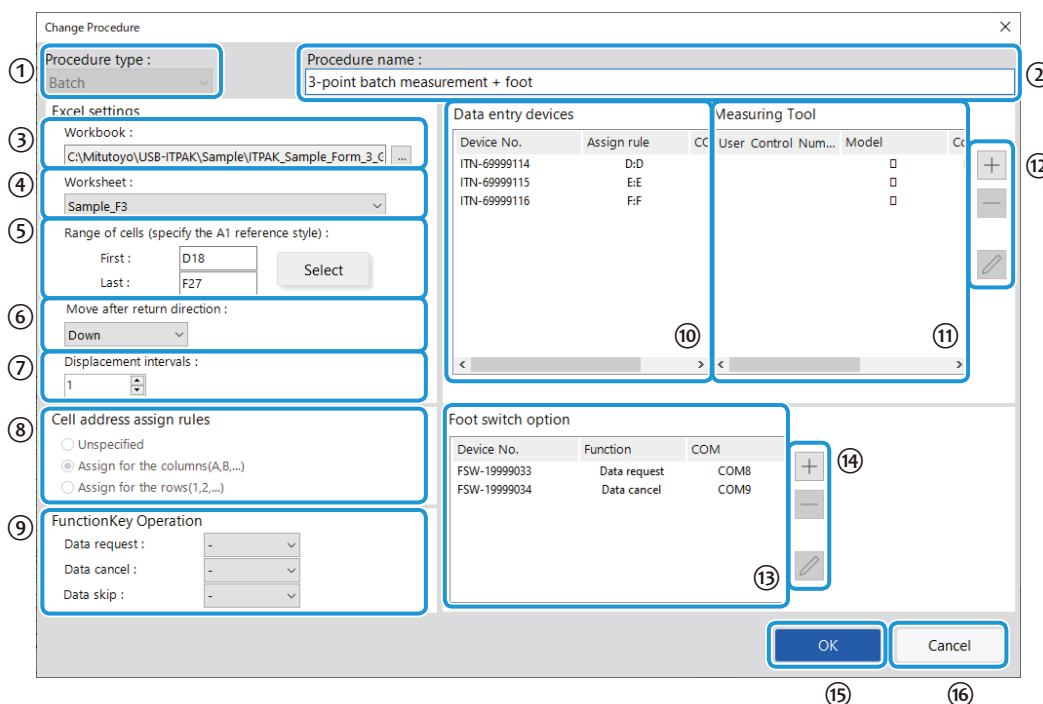 Change Procedure
① Procedure type :
Batch
② Procedure name :
3-point batch measurement + foot
Excel settings
③ Workbook :
C:\Mitutoyo\USB-ITPAK\Sample\ITPAK_Sample_Form_3_G ...
④ Worksheet :
Sample_F3
⑤ Range of cells (specify the A1 reference style) :
First : D18
Last : F27
Select
⑥ Move after return direction :
Down
⑦ Displacement intervals :
1
⑧ Cell address assign rules
Unspecified
Assign for the columns(A,B,...)
Assign for the rows(1,2,...)
⑨ FunctionKey Operation
Data request : -
Data cancel : -
Data skip : -
Data entry devices
Device No. Assign rule
ITN-69999114 D:D
ITN-69999115 E:E
ITN-69999116 F:F
⑩
Measuring Tool
User Control Num... Model
⑪
⑫
Foot switch option
Device No. Function COM
FSW-19999033 Data request COM8
FSW-19999034 Data cancel COM9
⑬
⑭
OK
⑮
Cancel
⑯